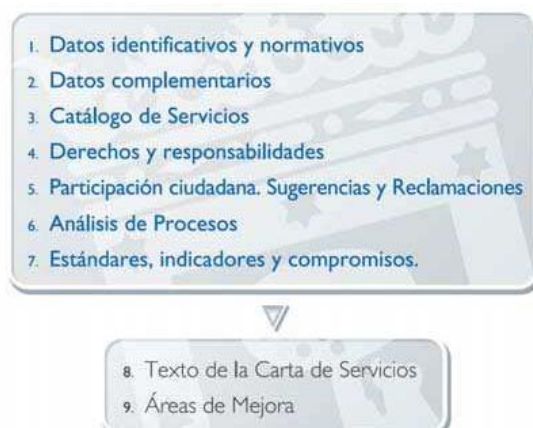 1. Datos identificativos y normativos
2. Datos complementarios
3. Catálogo de Servicios
4. Derechos y responsabilidades
5. Participación ciudadana. Sugerencias y Reclamaciones
6. Análisis de Procesos
7. Estándares, indicadores y compromisos.
8. Texto de la Carta de Servicios
9. Áreas de Mejora